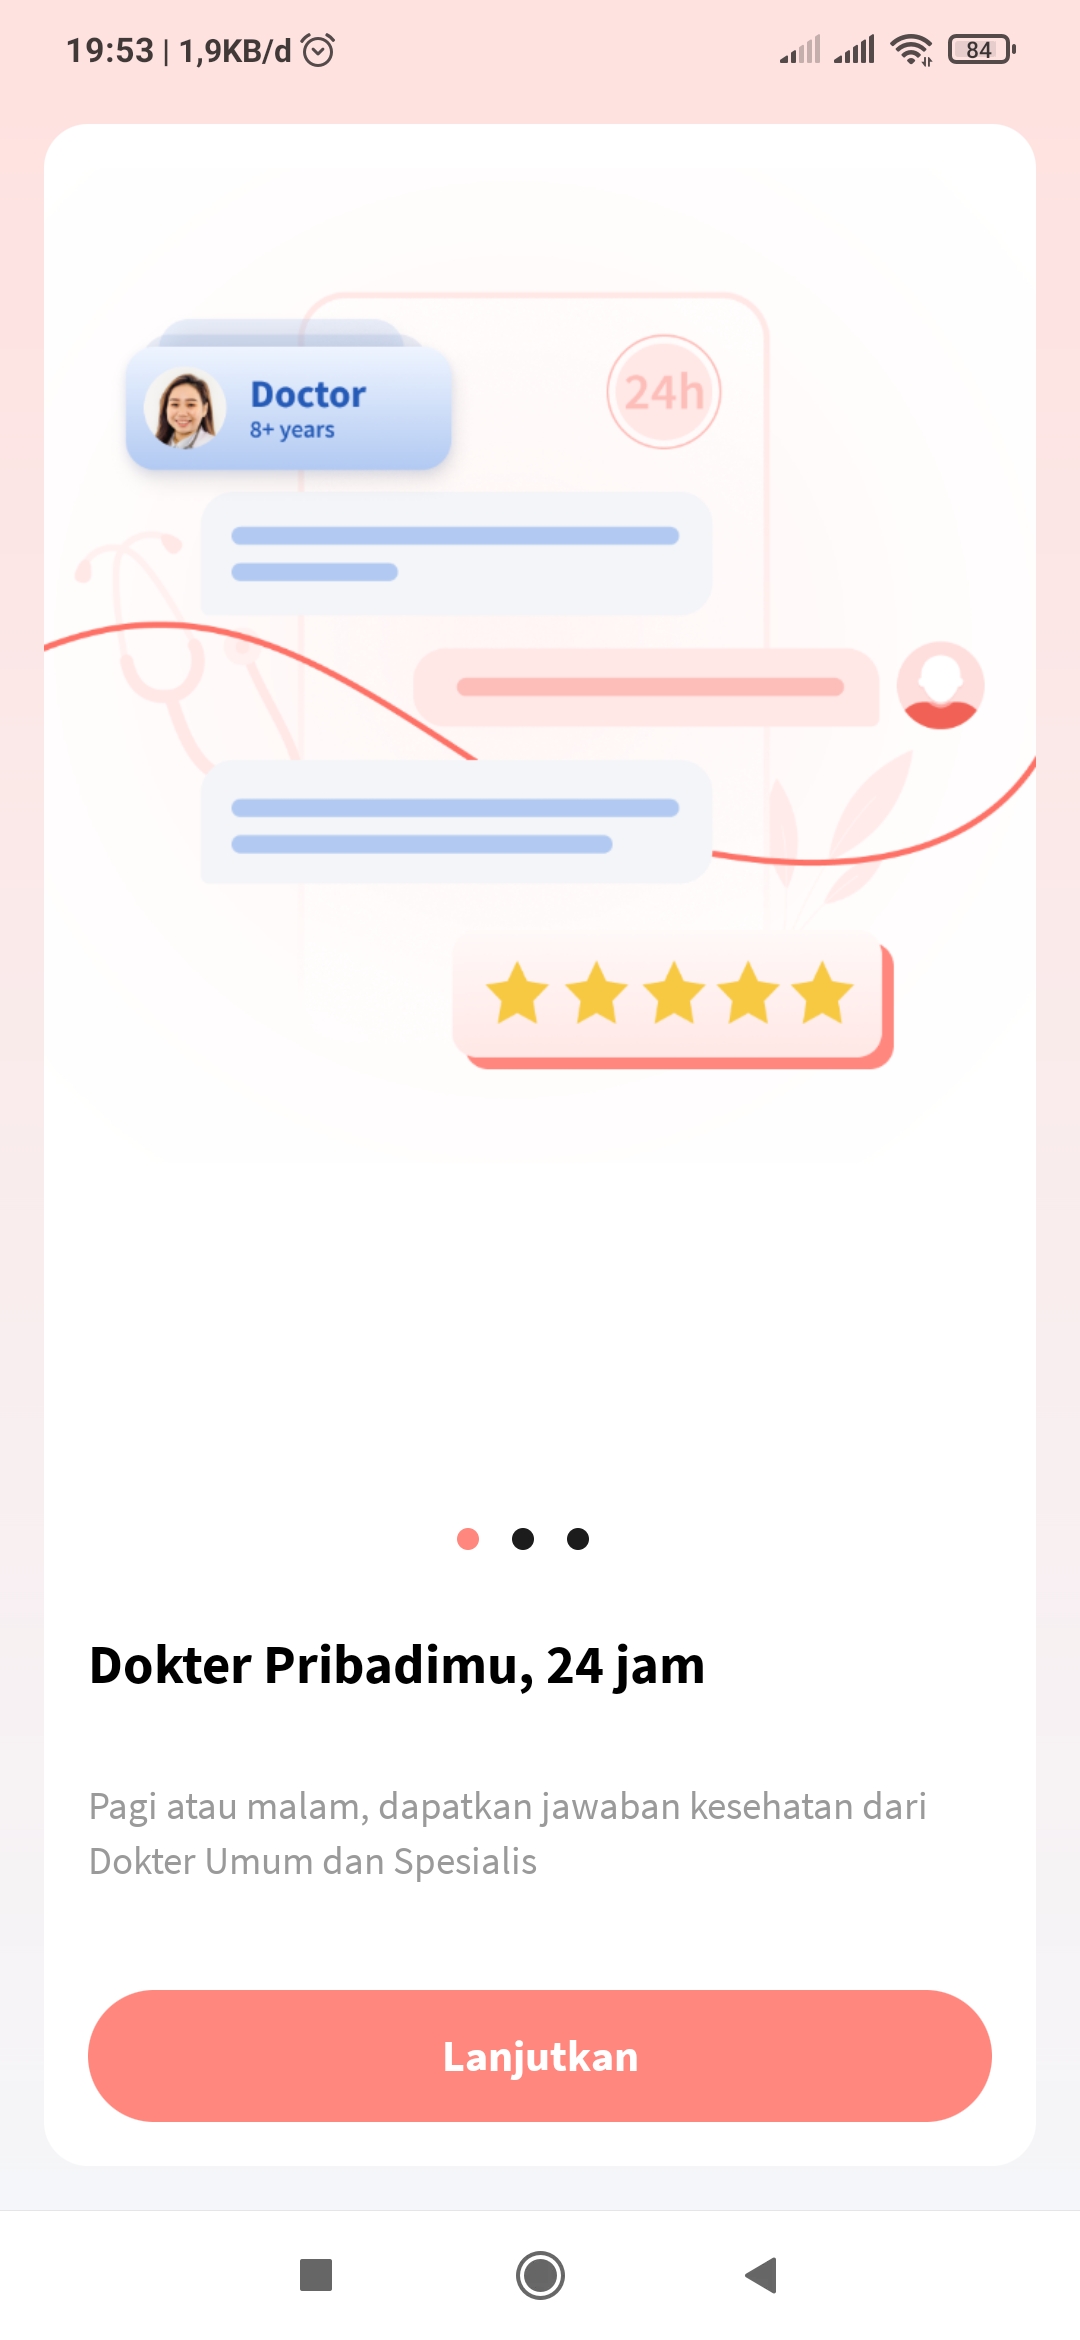 19:53 | 1,9KB/d
84
Doctor
8+ years
24h
Dokter Pribadimu, 24 jam
Pagi atau malam, dapatkan jawaban kesehatan dari
Dokter Umum dan Spesialis
Lanjutkan